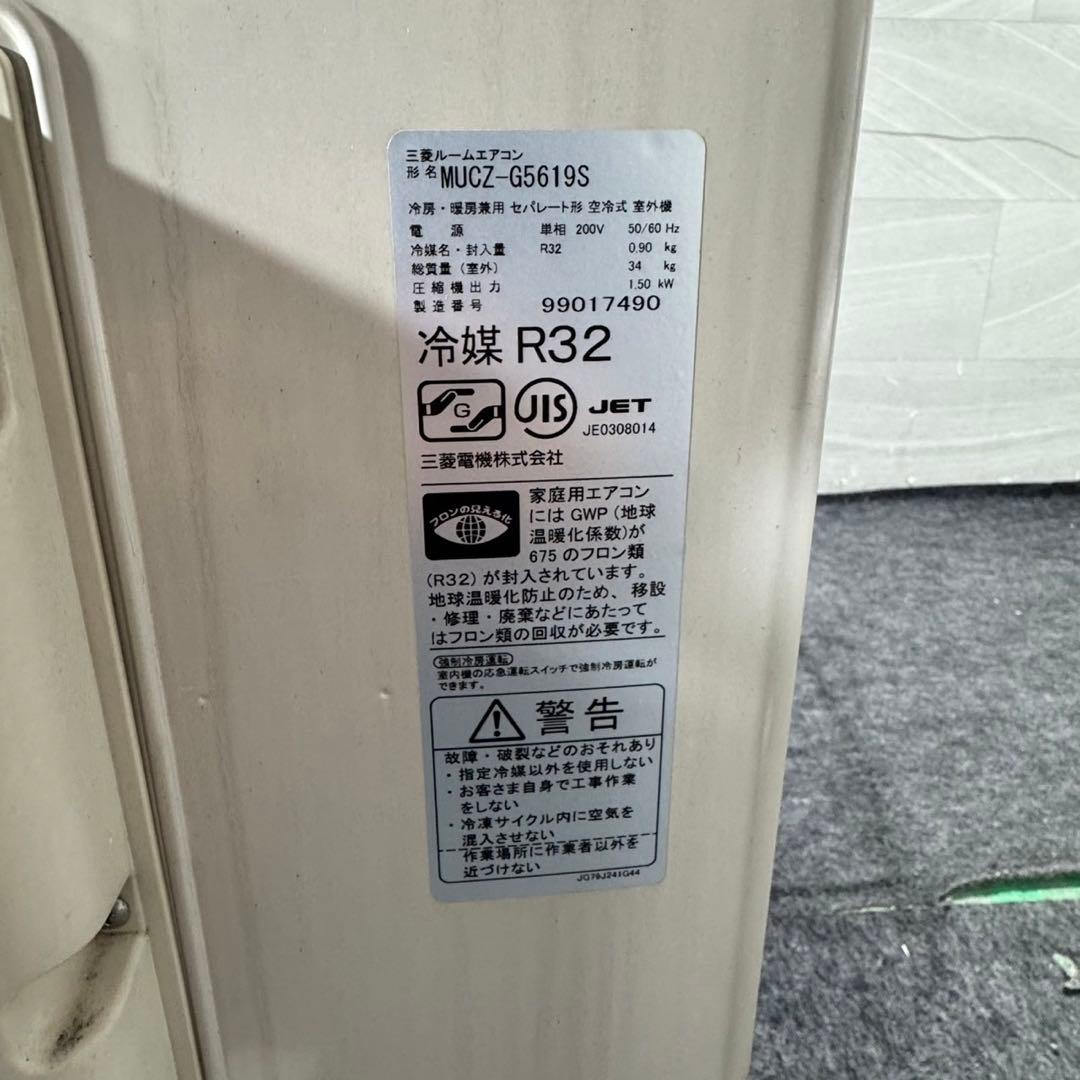 三菱ルームエアコン
形名 MUCZ-G5619S
冷房・暖房兼用 セパレート形 空冷式 室外機
電源 単相 200V 50/60 Hz
冷媒名・封入量 R32 0.90 kg
総質量（室外） 34 kg
圧縮機出力 1.50 kW
製造番号 99017490
冷媒 R32
G JIS JET
JE0308014
三菱電機株式会社
フロンの見える化
家庭用エアコン
には GWP（地球
温暖化係数)が
675 のフロン類
(R32) が封入されています。
地球温暖化防止のため、移設
・修理・廃棄などにあたって
はフロン類の回収が必要です。
強制冷房運転
室内機の応急運転スイッチで強制冷房運転が
できます。
警告
故障・破裂などのおそれあり
・指定冷媒以外を使用しない
・お客さま自身で工事作業
をしない
・冷凍サイクル内に空気を
混入させない
作業場所に作業者以外を
近づけない
JG79J241G44